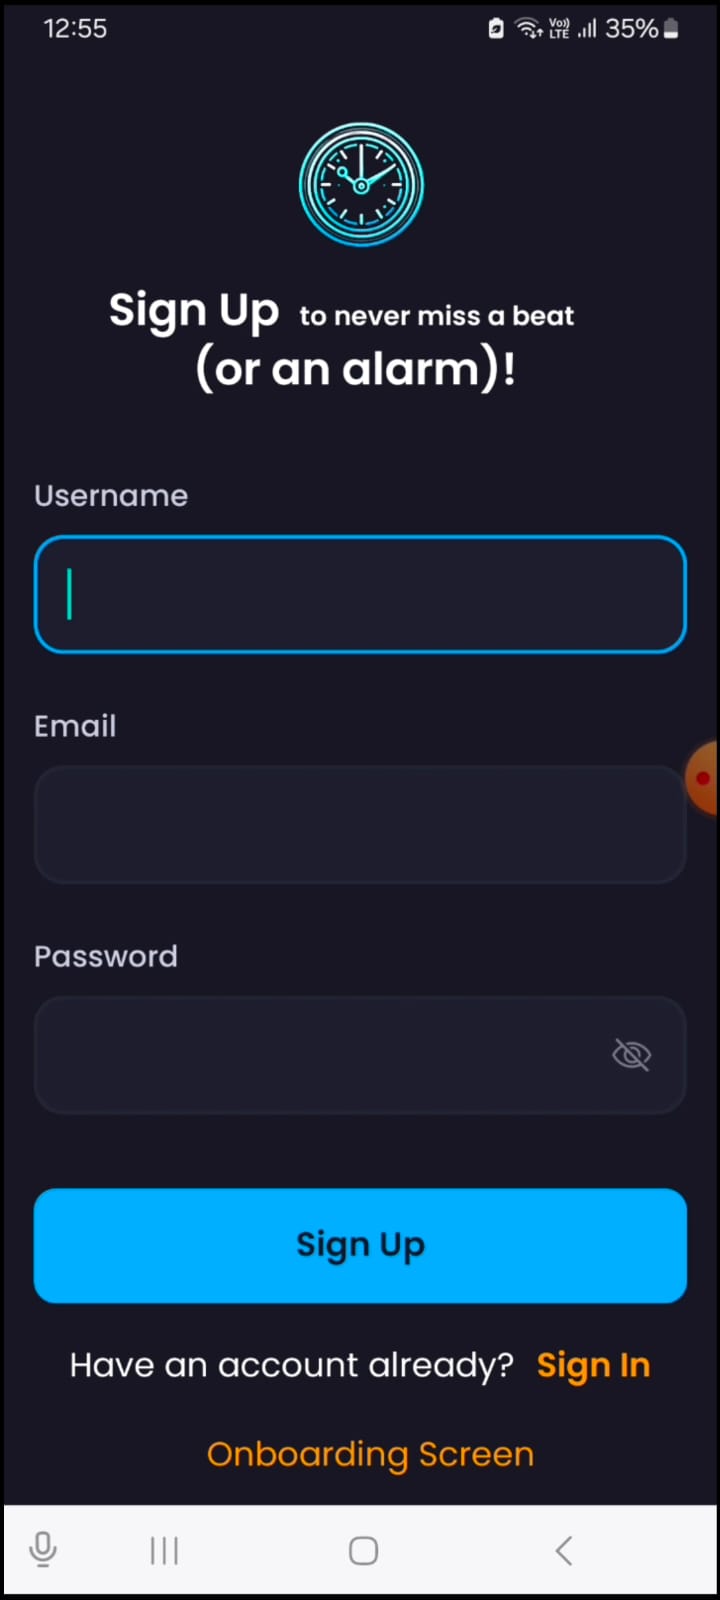 12:55 Vo)) LTE 35%
Sign Up to never miss a beat
(or an alarm)!
Username
Email
Password
Sign Up
Have an account already? Sign In
Onboarding Screen